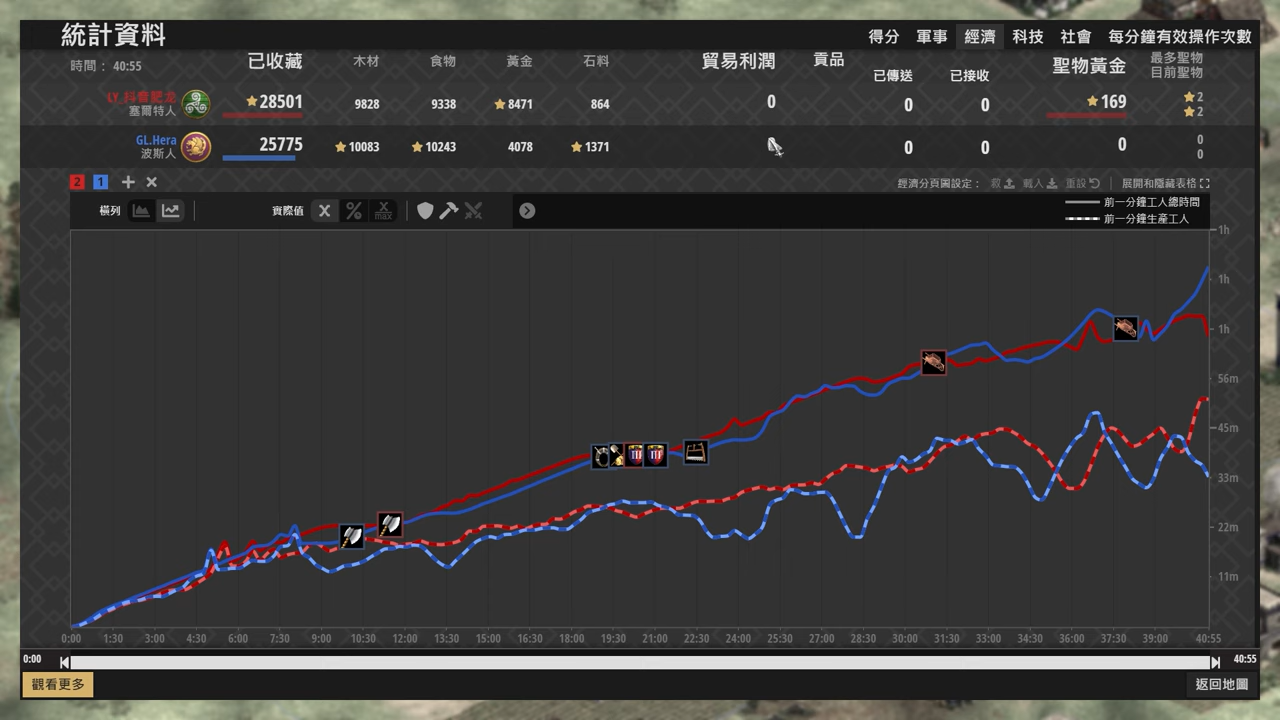 統計資料
得分 軍事 經濟 科技 社會 每分鐘有效操作次數
時間： 40:55
已收藏 木材 食物 黃金 石料 貿易利潤 貢品 已傳送 已接收 聖物黃金 最多聖物
目前聖物
LY_抖音肥龙
塞爾特人
28501 9828 9338 8471 864 0 0 0 169 2
2
GL.Hera
波斯人
25775 10083 10243 4078 1371 0 0 0 0
0
2 1
經濟分頁圖設定： 載入 重設 展開和隱藏表格
橫列 實際值 X % X max
前一分鐘工人總時間
前一分鐘生產工人
1h
1h
1h
56m
45m
33m
22m
11m
0:00 1:30 3:00 4:30 6:00 7:30 9:00 10:30 12:00 13:30 15:00 16:30 18:00 19:30 21:00 22:30 24:00 25:30 27:00 28:30 30:00 31:30 33:00 34:30 36:00 37:30 39:00 40:55
0:00 40:55
觀看更多 返回地圖